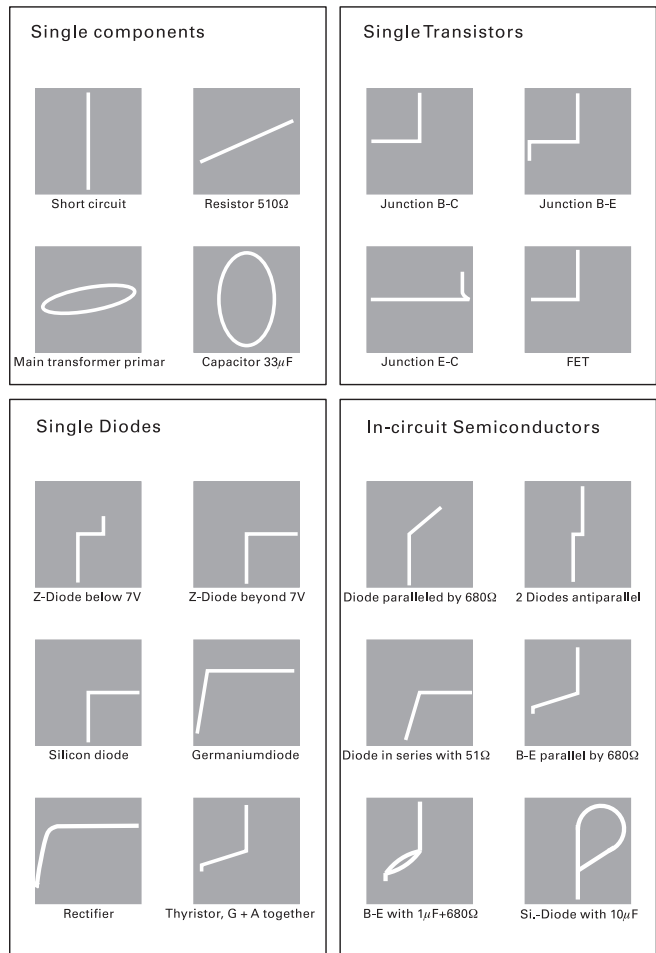 Single components
Short circuit
Resistor 510Ω
Main transformer primar
Capacitor 33µF
Single Transistors
Junction B-C
Junction B-E
Junction E-C
FET
Single Diodes
Z-Diode below 7V
Z-Diode beyond 7V
Silicon diode
Germaniumdiode
Rectifier
Thyristor, G + A together
In-circuit Semiconductors
Diode paralleled by 680Ω
2 Diodes antiparallel
Diode in series with 51Ω
B-E parallel by 680Ω
B-E with 1µF+680Ω
Si.-Diode with 10µF